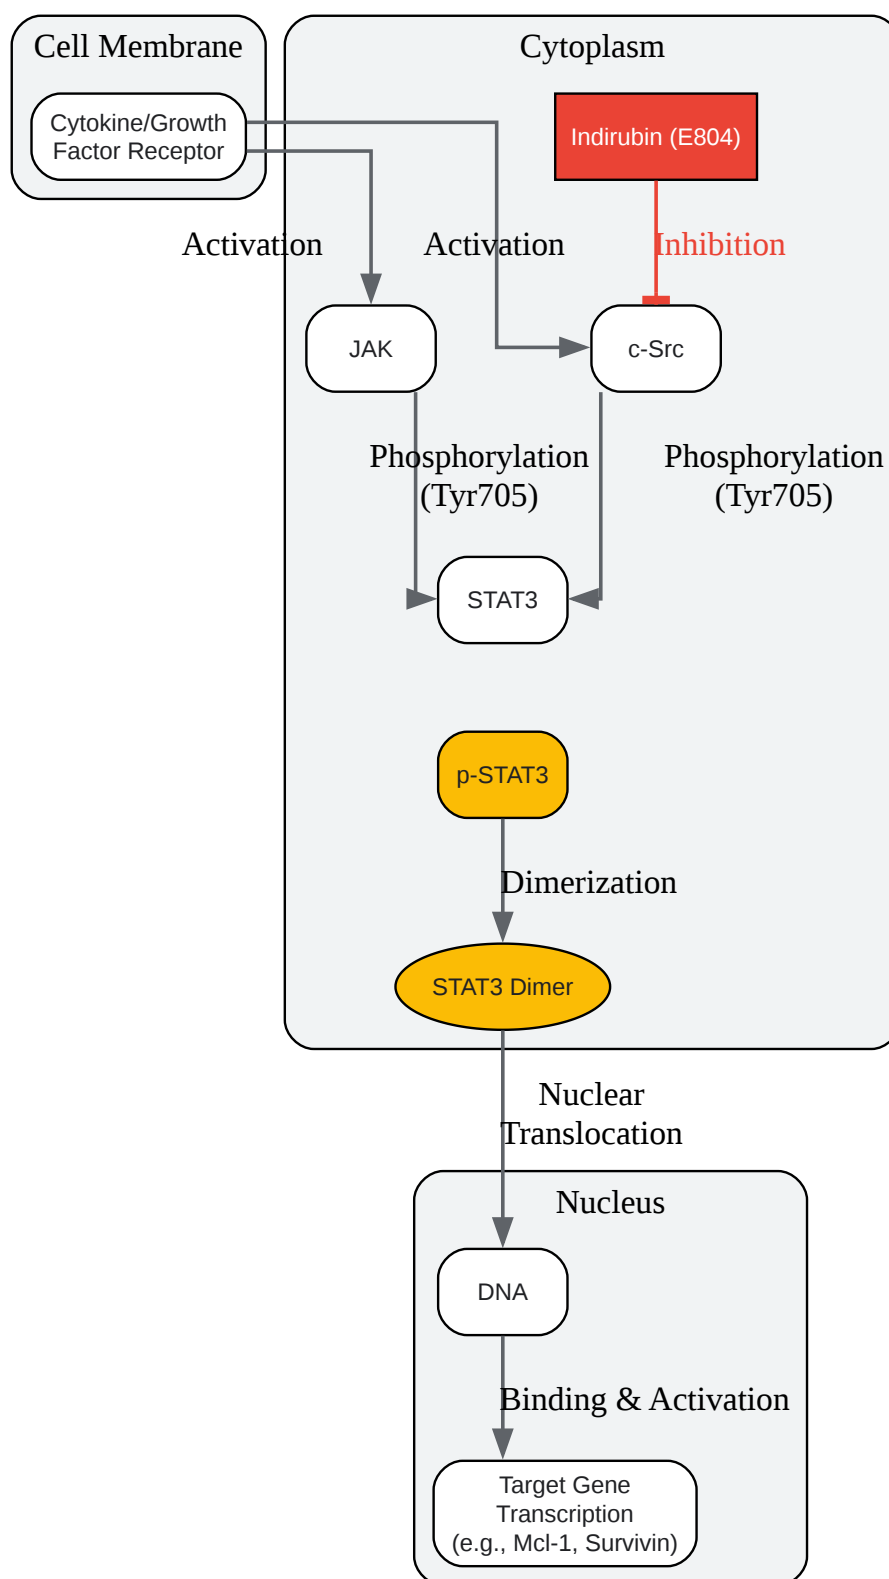 Cell Membrane
Cytoplasm
Cytokine/Growth
Factor Receptor
Indirubin (E804)
Activation
Activation
Inhibition
JAK
c-Src
Phosphorylation
(Tyr705)
Phosphorylation
(Tyr705)
STAT3
p-STAT3
Dimerization
STAT3 Dimer
Nuclear
Translocation
Nucleus
DNA
Binding & Activation
Target Gene
Transcription
(e.g., Mcl-1, Survivin)